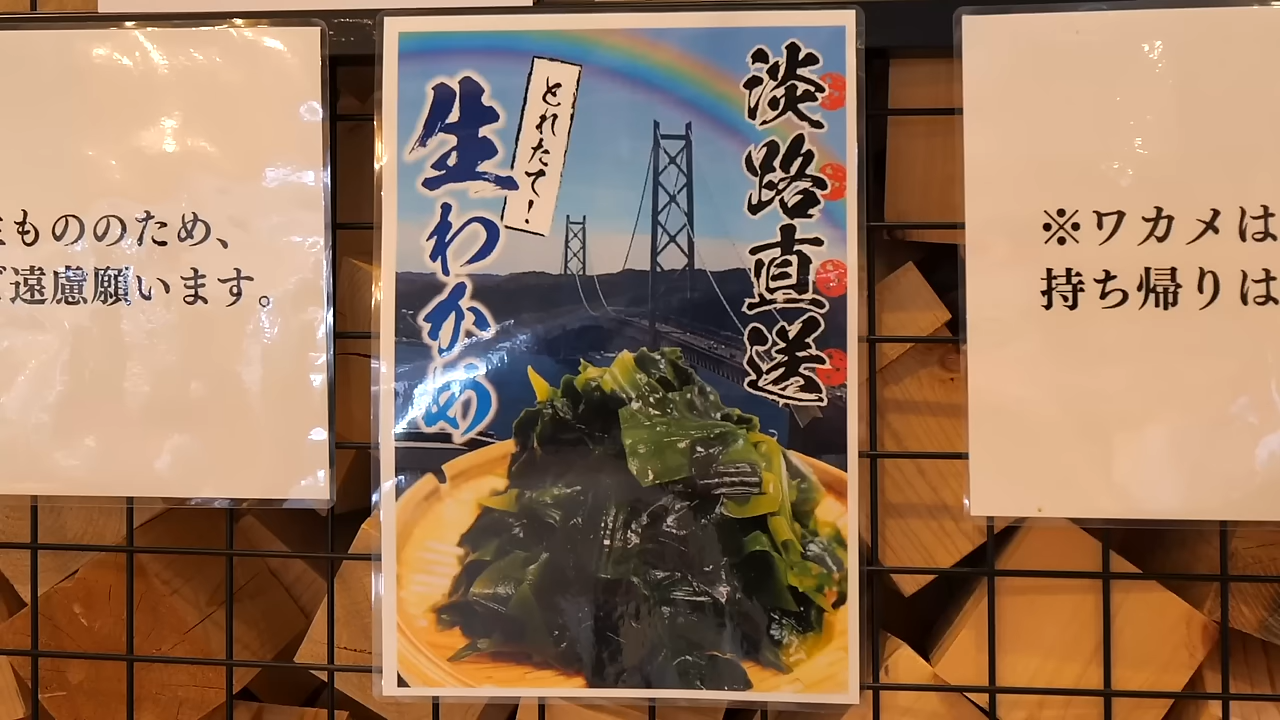 もののため、
遠慮願います。
淡路直送
とれたて!
生わかめ
※ワカメは
持ち帰りは